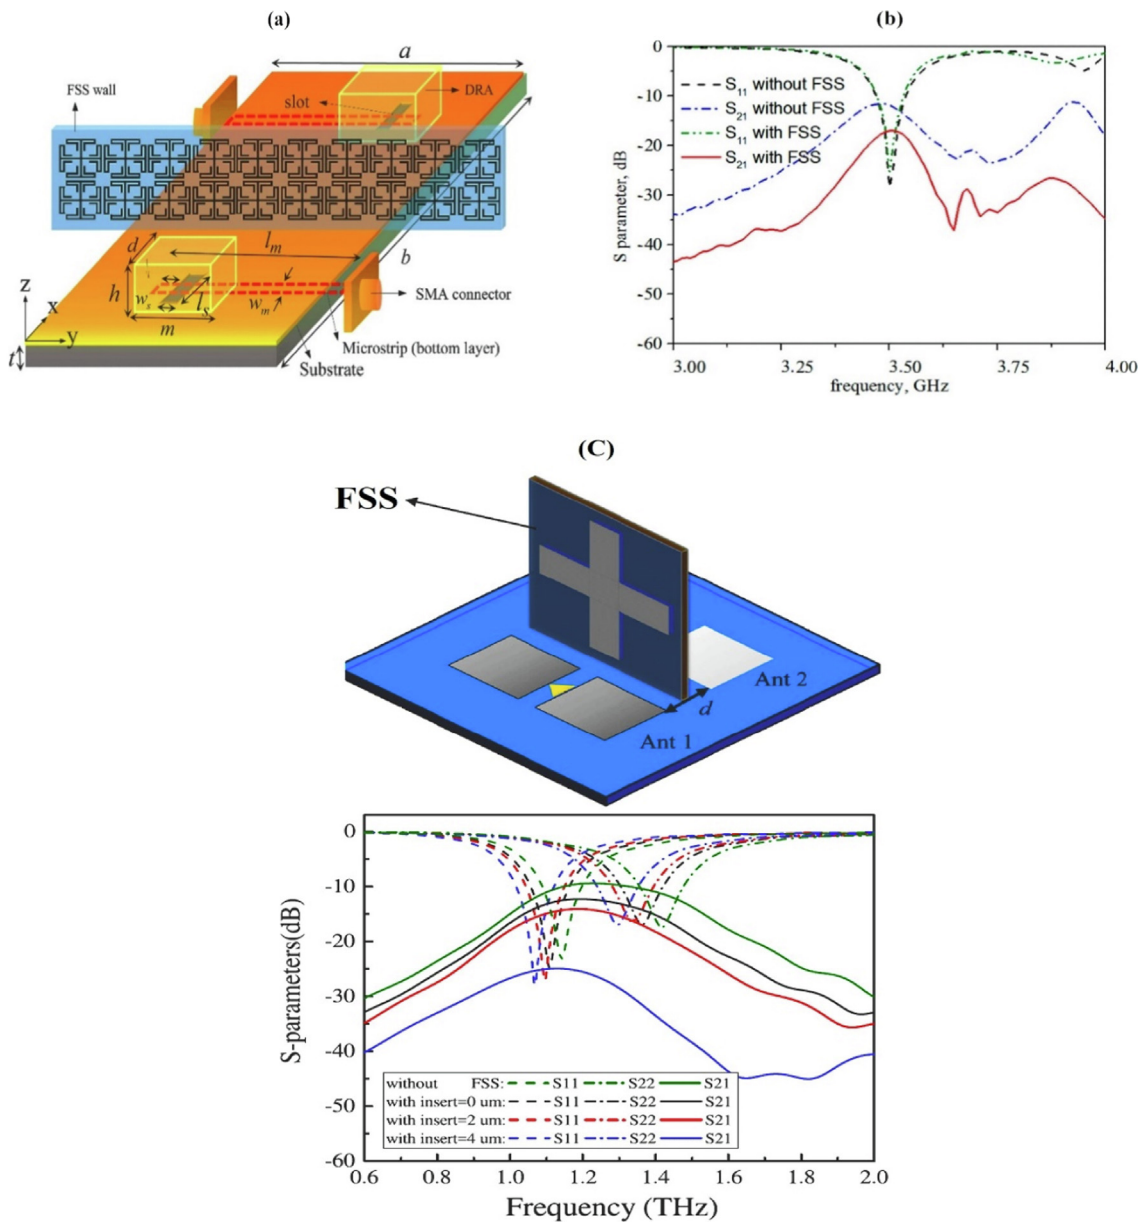 (a)
a
FSS wall
DRA
slot
d
l_m
b
h
w_s
l_s
w_m
SMA connector
m
z
x
y
t
Microstrip (bottom layer)
Substrate
(b)
0
-10
-20
-30
-40
-50
-60
S parameter, dB
S11 without FSS
S21 without FSS
S11 with FSS
S21 with FSS
3.00 3.25 3.50 3.75 4.00
frequency, GHz
(C)
FSS
Ant 2
d
Ant 1
0
-10
-20
-30
-40
-50
-60
S-parameters(dB)
without FSS: S11 S22 S21
with insert=0 um: S11 S22 S21
with insert=2 um: S11 S22 S21
with insert=4 um: S11 S22 S21
0.6 0.8 1.0 1.2 1.4 1.6 1.8 2.0
Frequency (THz)